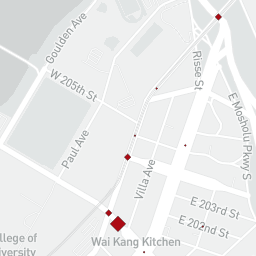 Goulden Ave
Risse St
W 205th St
E Mosholu Pkwy S
Paul Ave
Villa Ave
E 203rd St
E 202nd St
llege of
versity
Wai Kang Kitchen